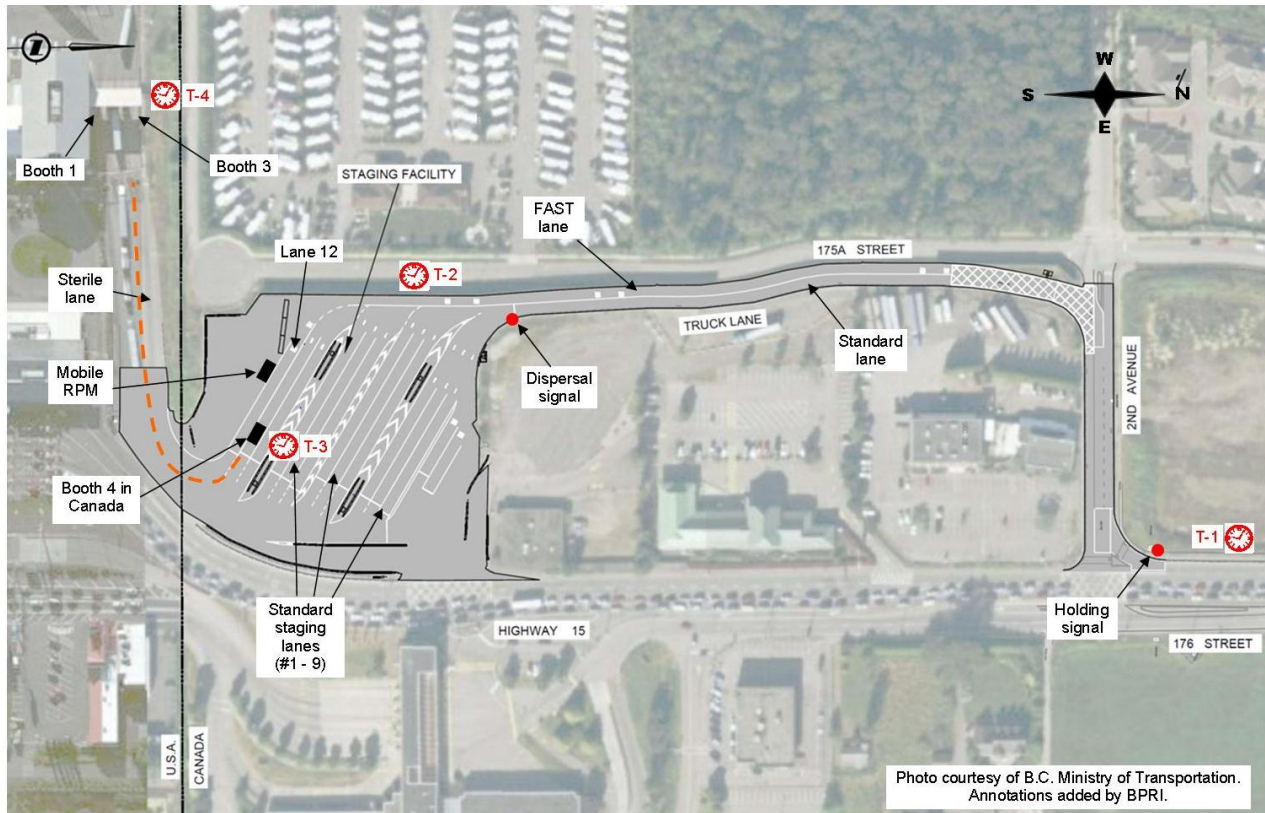 T-4
Booth 1
Booth 3
STAGING FACILITY
W
S
N
E
FAST
lane
175A STREET
Lane 12
T-2
Sterile
lane
TRUCK LANE
Standard
lane
Mobile
RPM
Dispersal
signal
2ND AVENUE
T-3
Booth 4 in
Canada
T-1
Standard
staging
lanes
(#1 - 9)
HIGHWAY 15
Holding
signal
176 STREET
U.S.A.
CANADA
Photo courtesy of B.C. Ministry of Transportation.
Annotations added by BPRI.